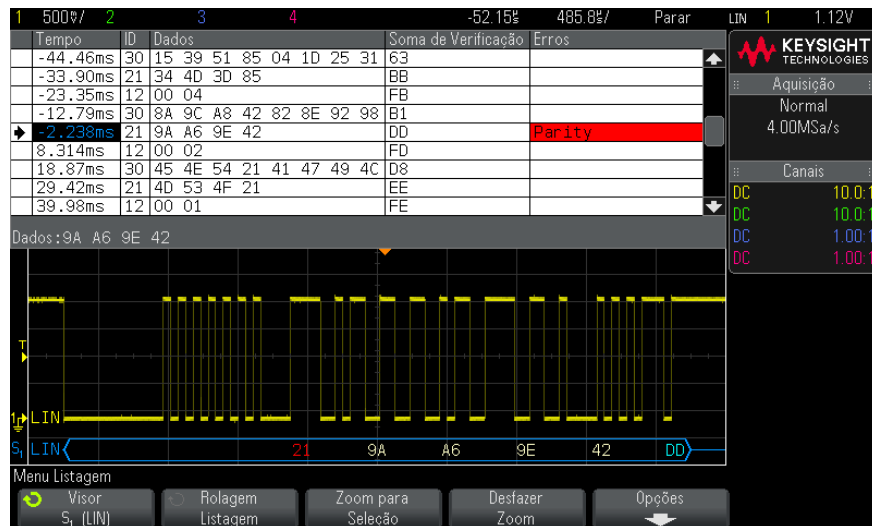 1 500♈/ 2 3 4 -52.15⅝ 485.8⅝/ Parar LIN 1 1.12V
Tempo ID Dados Soma de Verificação Erros
-44.46ms 30 15 39 51 85 04 1D 25 31 63
-33.90ms 21 34 4D 3D 85 BB
-23.35ms 12 00 04 FB
-12.79ms 30 8A 9C A8 42 82 8E 92 98 B1
-2.238ms 21 9A A6 9E 42 DD Parity
8.314ms 12 00 02 FD
18.87ms 30 45 4E 54 21 41 47 49 4C D8
29.42ms 21 4D 53 4F 21 EE
39.98ms 12 00 01 FE
Dados:9A A6 9E 42
KEYSIGHT
TECHNOLOGIES
Aquisição
Normal
4.00MSa/s
Canais
DC 10.0:1
DC 10.0:1
DC 1.00:1
DC 1.00:1
T
1 LIN
S1 LIN 21 9A A6 9E 42 DD
Menu Listagem
Visor
S1 (LIN)
Rolagem
Listagem
Zoom para
Seleção
Desfazer
Zoom
Opções